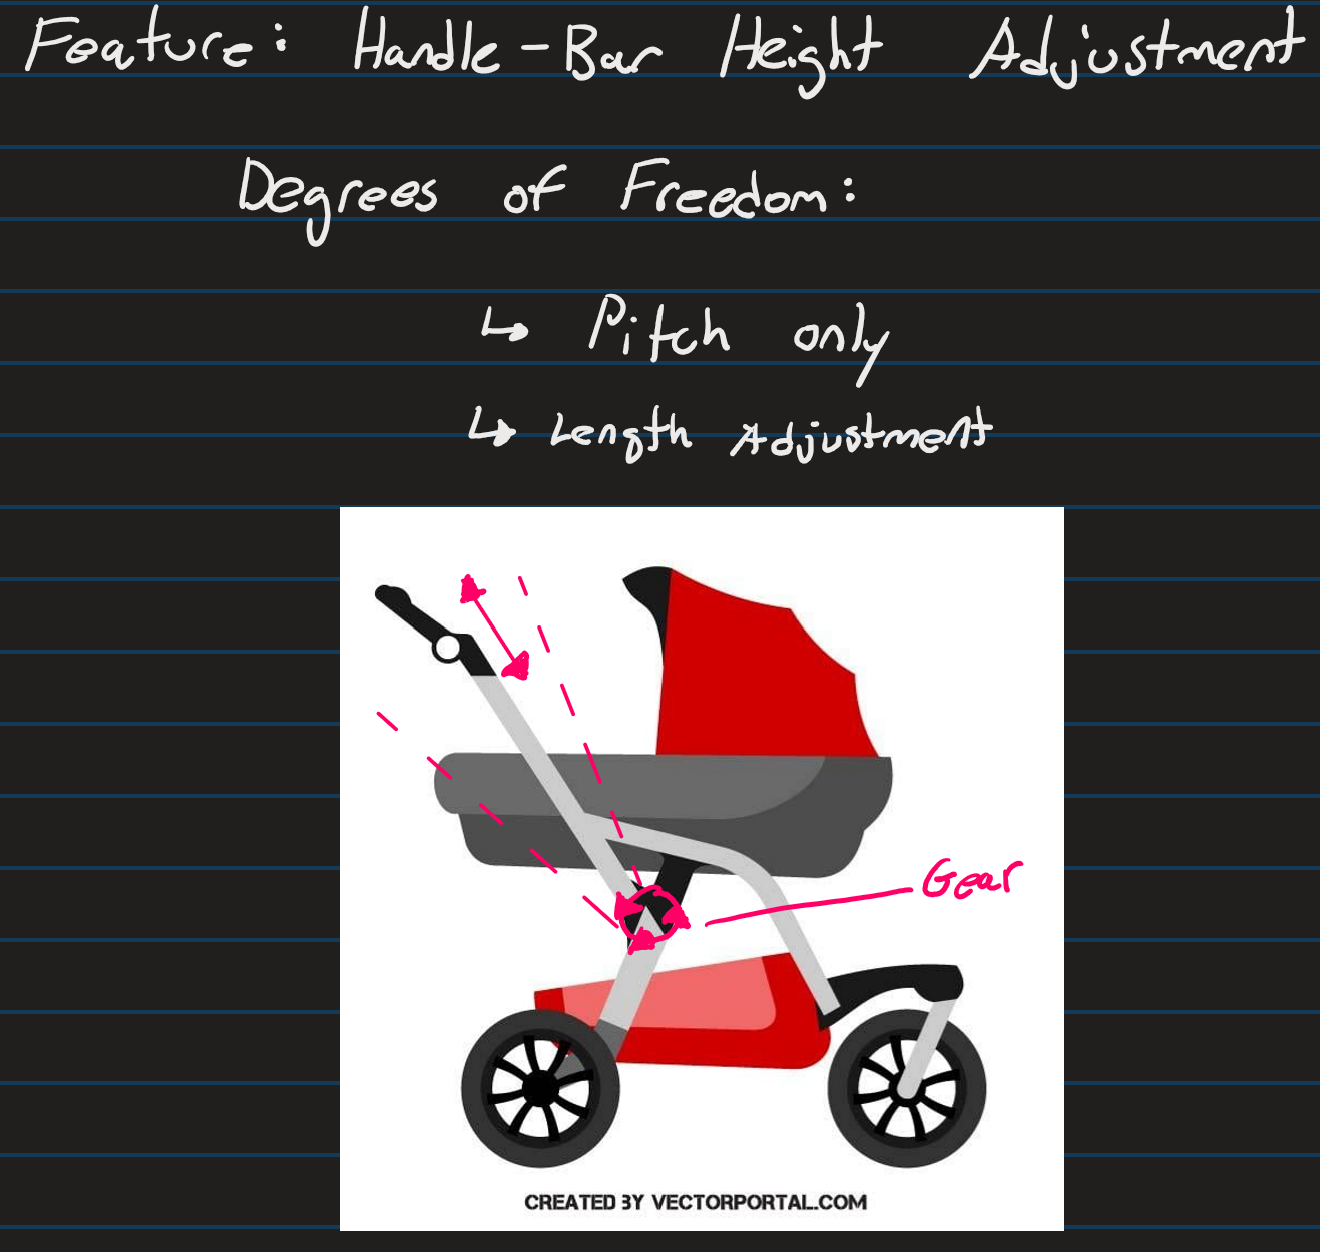 Feature: Handle-Bar Height Adjustment
Degrees of Freedom:
↳ Pitch only
↳ Length Adjustment
Gear
CREATED BY VECTORPORTAL.COM